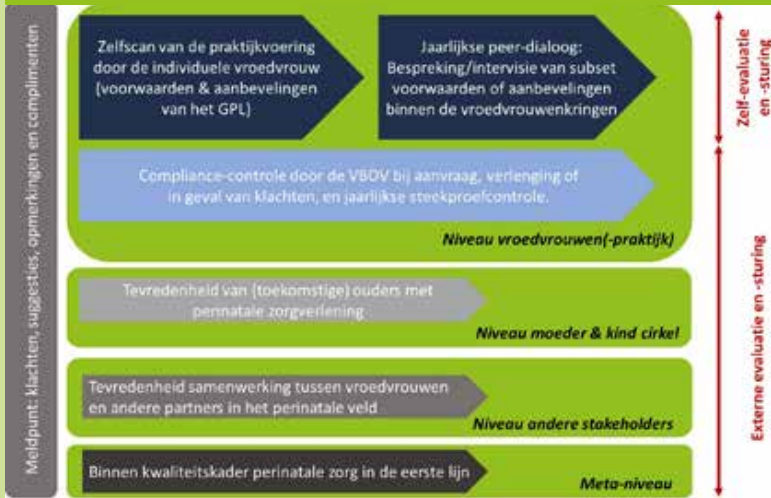 Meldpunt: klachten, suggesties, opmerkingen en complimenten
Zelfscan van de praktijkvoering
door de individuele vroedvrouw
(voorwaarden & aanbevelingen
van het GPL)
Jaarlijkse peer-dialoog:
Bespreking/intervisie van subset
voorwaarden of aanbevelingen
binnen de vroedvrouwenkringen
Zelf-evaluatie
en -sturing
Compliance-controle door de VBOV bij aanvraag, verlenging of
in geval van klachten, en jaarlijkse steekproefcontrole.
Niveau vroedvrouwen(-praktijk)
Tevredenheid van (toekomstige) ouders met
perinatale zorgverlening
Niveau moeder & kind cirkel
Tevredenheid samenwerking tussen vroedvrouwen
en andere partners in het perinatale veld
Niveau andere stakeholders
Binnen kwaliteitskader perinatale zorg in de eerste lijn
Meta-niveau
Externe evaluatie en -sturing